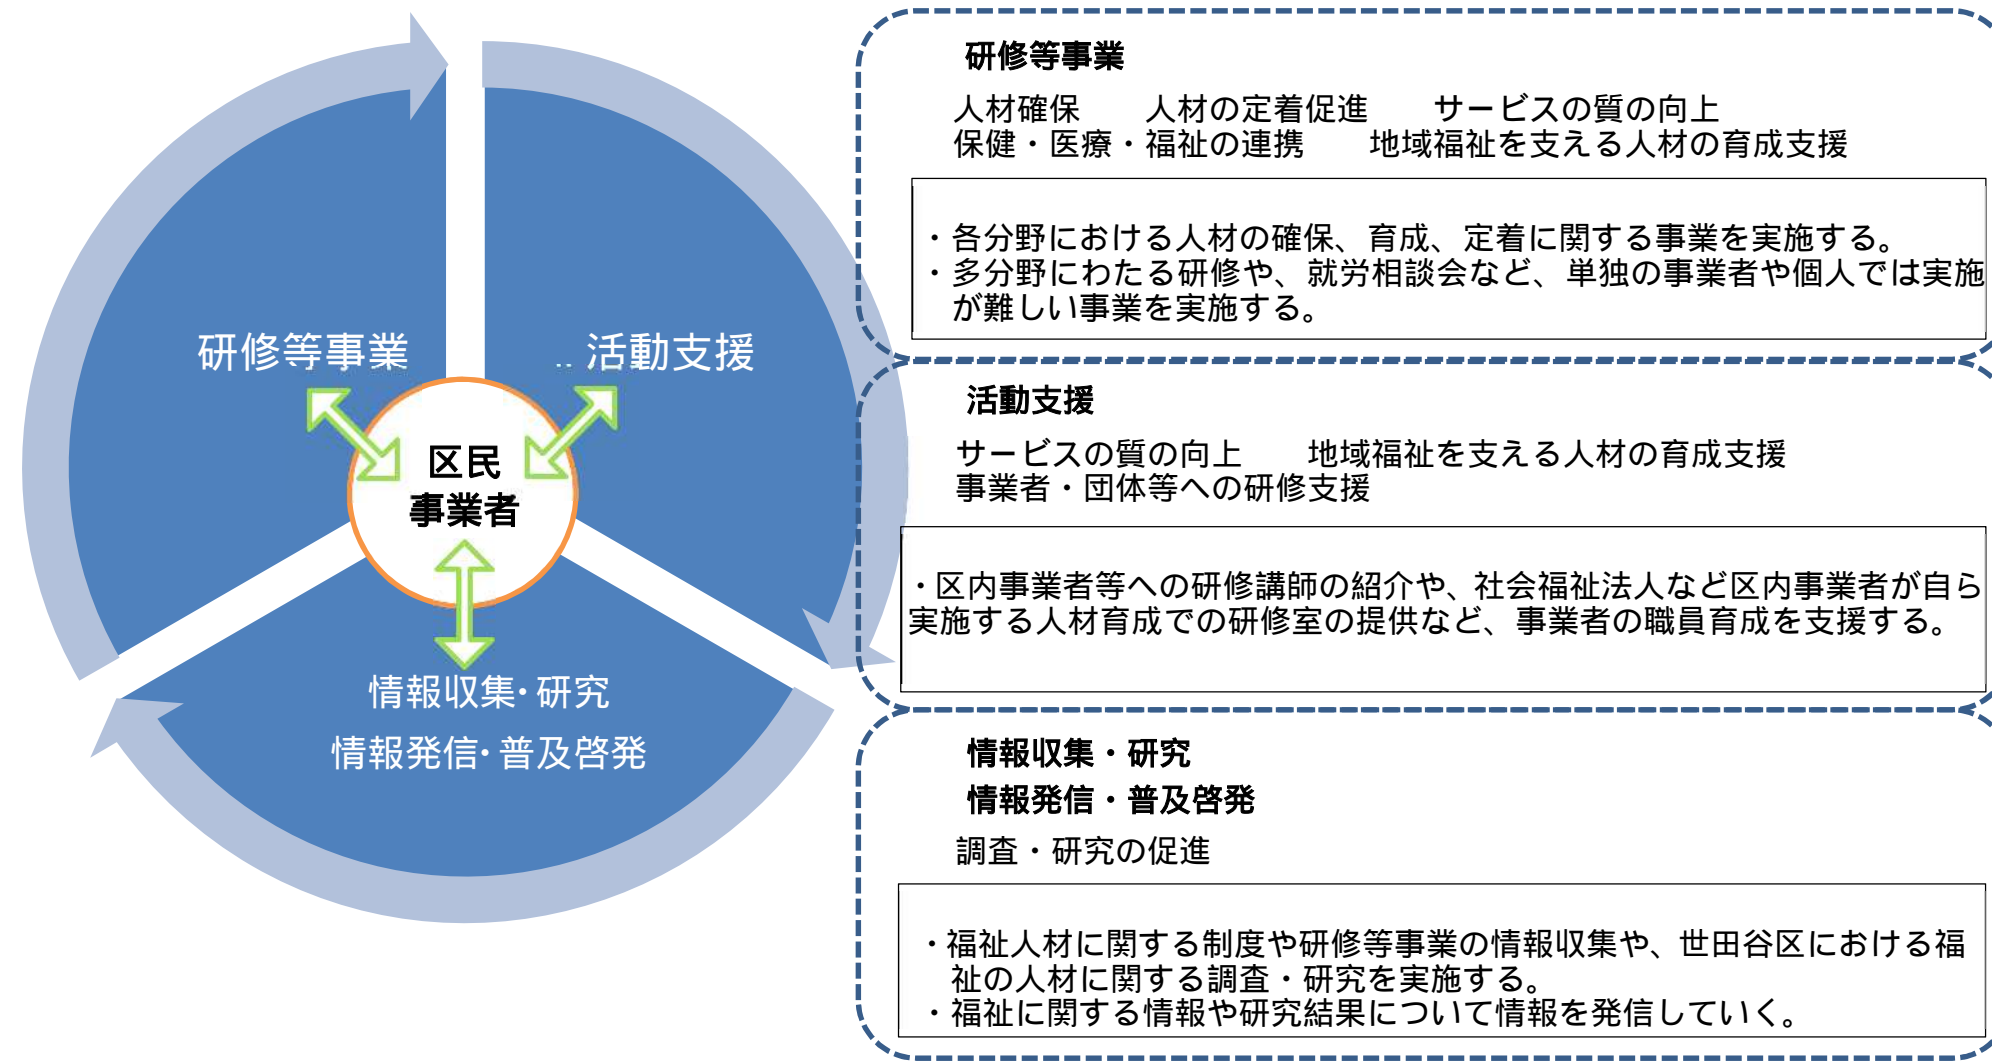 研修等事業
活動支援
区民
事業者
情報収集・研究
情報発信・普及啓発
研修等事業
人材確保　人材の定着促進　サービスの質の向上
保健・医療・福祉の連携　地域福祉を支える人材の育成支援
・各分野における人材の確保、育成、定着に関する事業を実施する。
・多分野にわたる研修や、就労相談会など、単独の事業者や個人では実施
が難しい事業を実施する。
活動支援
サービスの質の向上　地域福祉を支える人材の育成支援
事業者・団体等への研修支援
・区内事業者等への研修講師の紹介や、社会福祉法人など区内事業者が自ら
実施する人材育成での研修室の提供など、事業者の職員育成を支援する。
情報収集・研究
情報発信・普及啓発
調査・研究の促進
・福祉人材に関する制度や研修等事業の情報収集や、世田谷区における福
祉の人材に関する調査・研究を実施する。
・福祉に関する情報や研究結果について情報を発信していく。